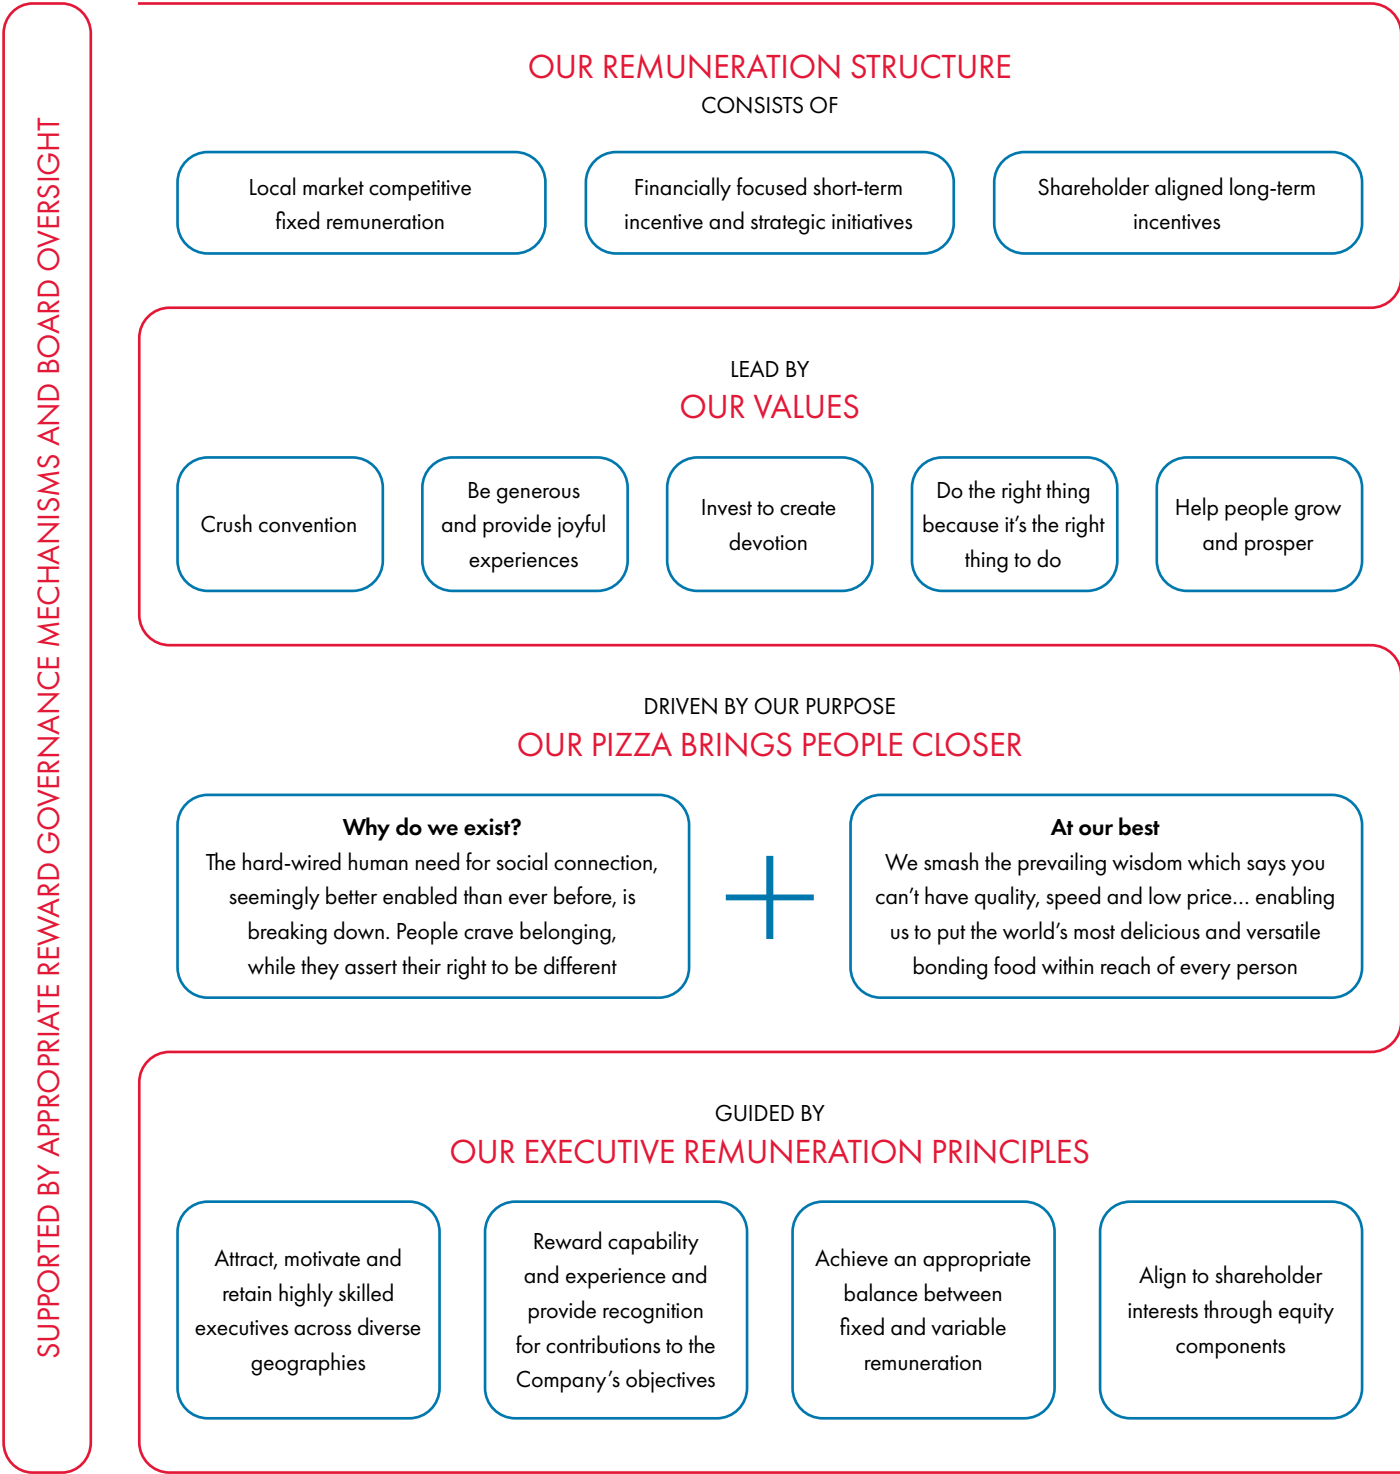 SUPPORTED BY APPROPRIATE REWARD GOVERNANCE MECHANISMS AND BOARD OVERSIGHT
OUR REMUNERATION STRUCTURE
CONSISTS OF
Local market competitive
fixed remuneration
Financially focused short-term
incentive and strategic initiatives
Shareholder aligned long-term
incentives
LEAD BY
OUR VALUES
Crush convention
Be generous
and provide joyful
experiences
Invest to create
devotion
Do the right thing
because it’s the right
thing to do
Help people grow
and prosper
DRIVEN BY OUR PURPOSE
OUR PIZZA BRINGS PEOPLE CLOSER
Why do we exist?
The hard-wired human need for social connection,
seemingly better enabled than ever before, is
breaking down. People crave belonging,
while they assert their right to be different
At our best
We smash the prevailing wisdom which says you
can’t have quality, speed and low price... enabling
us to put the world’s most delicious and versatile
bonding food within reach of every person
GUIDED BY
OUR EXECUTIVE REMUNERATION PRINCIPLES
Attract, motivate and
retain highly skilled
executives across diverse
geographies
Reward capability
and experience and
provide recognition
for contributions to the
Company’s objectives
Achieve an appropriate
balance between
fixed and variable
remuneration
Align to shareholder
interests through equity
components